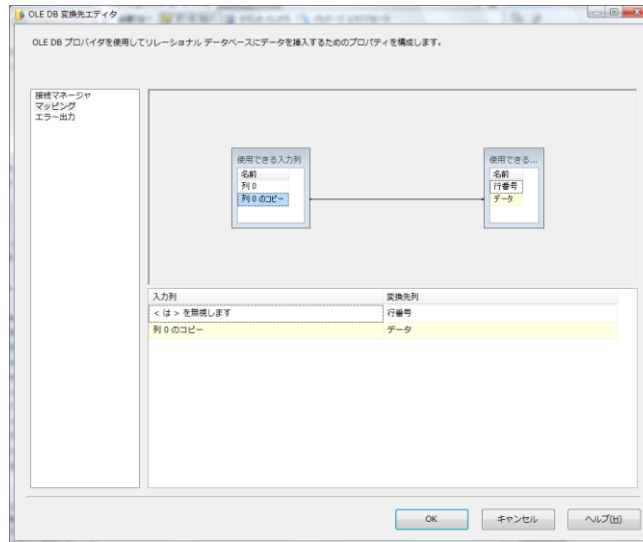 OLE DB 変換先エディタ
OLE DB プロバイダを使用してリレーショナル データベースにデータを挿入するためのプロパティを構成します。
接続マネージャ
マッピング
エラー出力
使用できる入力列
名前
列 0
列 0 のコピー
使用できる...
名前
行番号
データ
入力列 変換先列
< は > を無視します 行番号
列 0 のコピー データ
OK キャンセル ヘルプ(H)